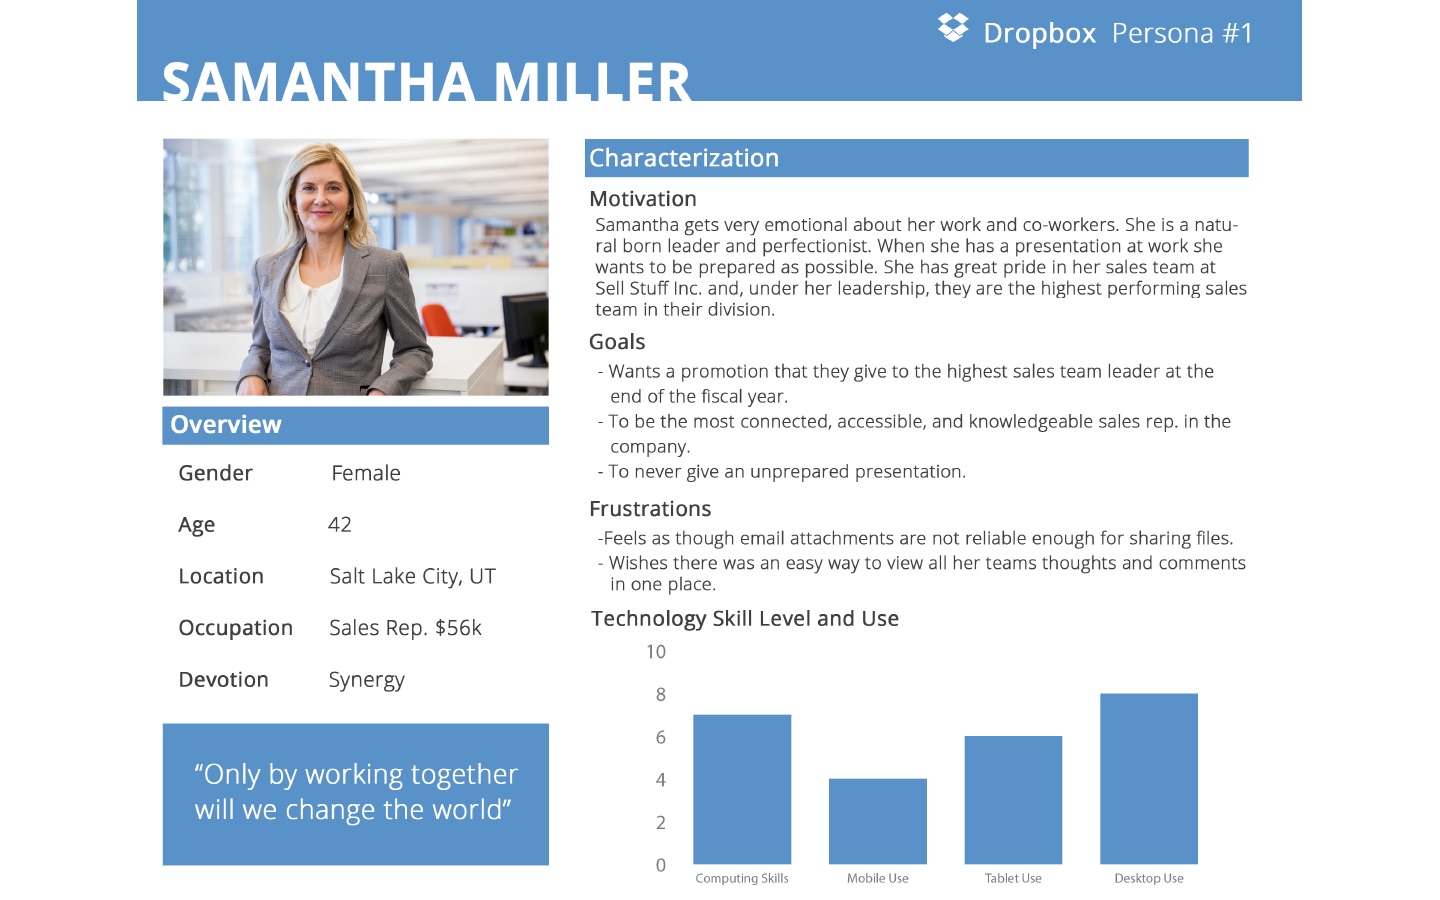 Dropbox Persona #1
SAMANTHA MILLER
Overview
Gender Female
Age 42
Location Salt Lake City, UT
Occupation Sales Rep. $56k
Devotion Synergy
“Only by working together
will we change the world”
Characterization
Motivation
Samantha gets very emotional about her work and co-workers. She is a natu-
ral born leader and perfectionist. When she has a presentation at work she
wants to be prepared as possible. She has great pride in her sales team at
Sell Stuff Inc. and, under her leadership, they are the highest performing sales
team in their division.
Goals
- Wants a promotion that they give to the highest sales team leader at the
end of the fiscal year.
- To be the most connected, accessible, and knowledgeable sales rep. in the
company.
- To never give an unprepared presentation.
Frustrations
-Feels as though email attachments are not reliable enough for sharing files.
- Wishes there was an easy way to view all her teams thoughts and comments
in one place.
Technology Skill Level and Use
10
8
6
4
2
0
Computing Skills Mobile Use Tablet Use Desktop Use